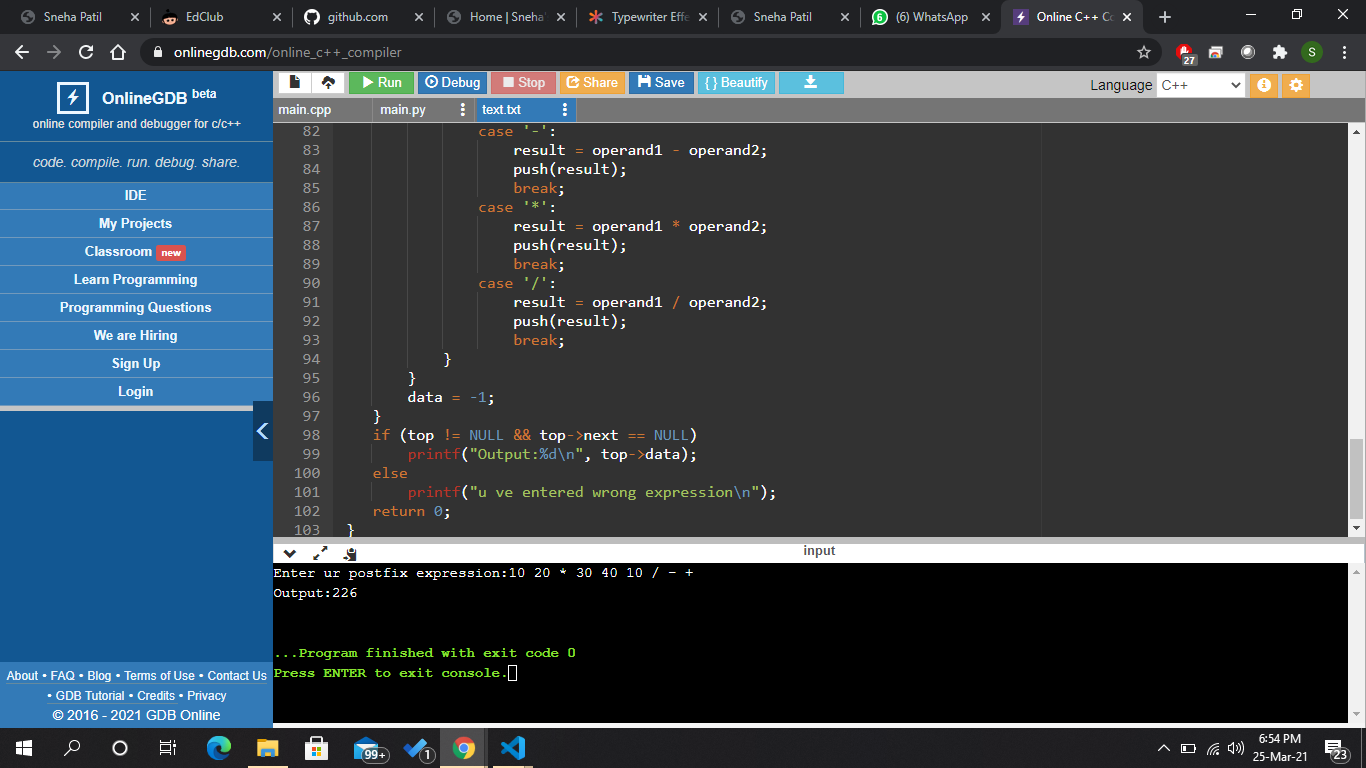 Sneha Patil
EdClub
github.com
Home | Sneha
Typewriter Effe
Sneha Patil
(6) WhatsApp
Online C++ Co
onlinegdb.com/online_c++_compiler
27
S
OnlineGDB beta
online compiler and debugger for c/c++
code. compile. run. debug. share.
IDE
My Projects
Classroom new
Learn Programming
Programming Questions
We are Hiring
Sign Up
Login
About • FAQ • Blog • Terms of Use • Contact Us
• GDB Tutorial • Credits • Privacy
© 2016 - 2021 GDB Online
Run Debug Stop Share Save { } Beautify
Language C++
main.cpp main.py text.txt
82 case '-':
83 result = operand1 - operand2;
84 push(result);
85 break;
86 case '*':
87 result = operand1 * operand2;
88 push(result);
89 break;
90 case '/':
91 result = operand1 / operand2;
92 push(result);
93 break;
94 }
95 }
96 data = -1;
97 }
98 if (top != NULL && top->next == NULL)
99 printf("Output:%d\n", top->data);
100 else
101 printf("u ve entered wrong expression\n");
102 return 0;
103 }
input
Enter ur postfix expression:10 20 * 30 40 10 / - +
Output:226
...Program finished with exit code 0
Press ENTER to exit console.
99+
1
6:54 PM
25-Mar-21
23